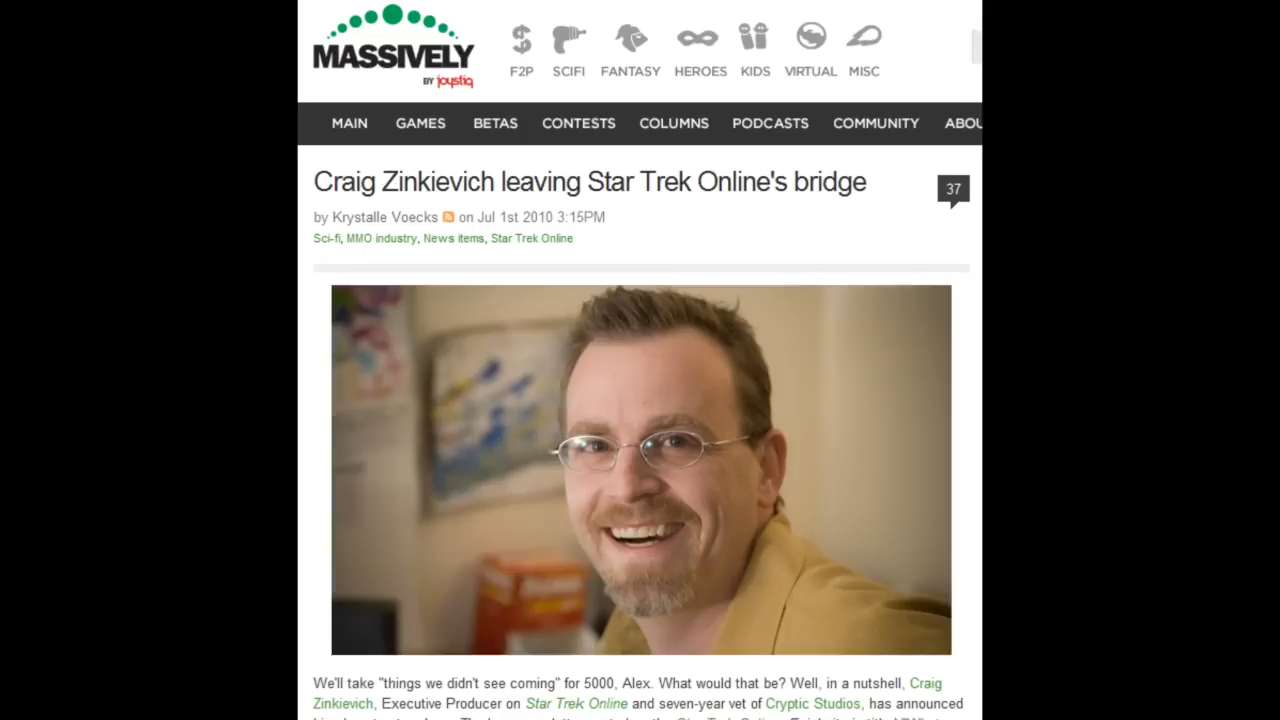 MASSIVELY
BY joystiq
F2P SCIFI FANTASY HEROES KIDS VIRTUAL MISC
MAIN GAMES BETAS CONTESTS COLUMNS PODCASTS COMMUNITY ABOU
Craig Zinkievich leaving Star Trek Online's bridge
37
by Krystalle Voecks on Jul 1st 2010 3:15PM
Sci-fi, MMO industry, News items, Star Trek Online
We'll take "things we didn't see coming" for 5000, Alex. What would that be? Well, in a nutshell, Craig
Zinkievich, Executive Producer on Star Trek Online and seven-year vet of Cryptic Studios, has announced